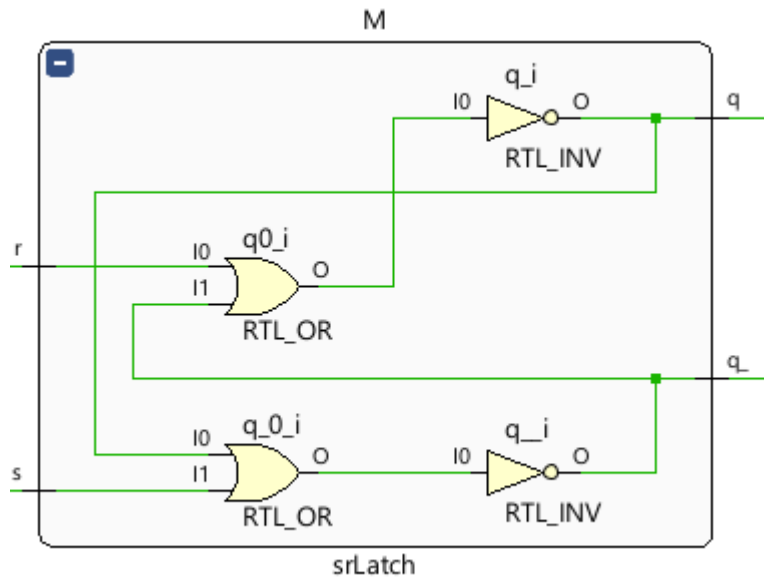 M
q_i
I0 O
q
RTL_INV
r
q0_i
I0
O
I1
RTL_OR
q_
q_0_i
q__i
I0
O
I0
O
s
I1
RTL_OR
RTL_INV
srLatch